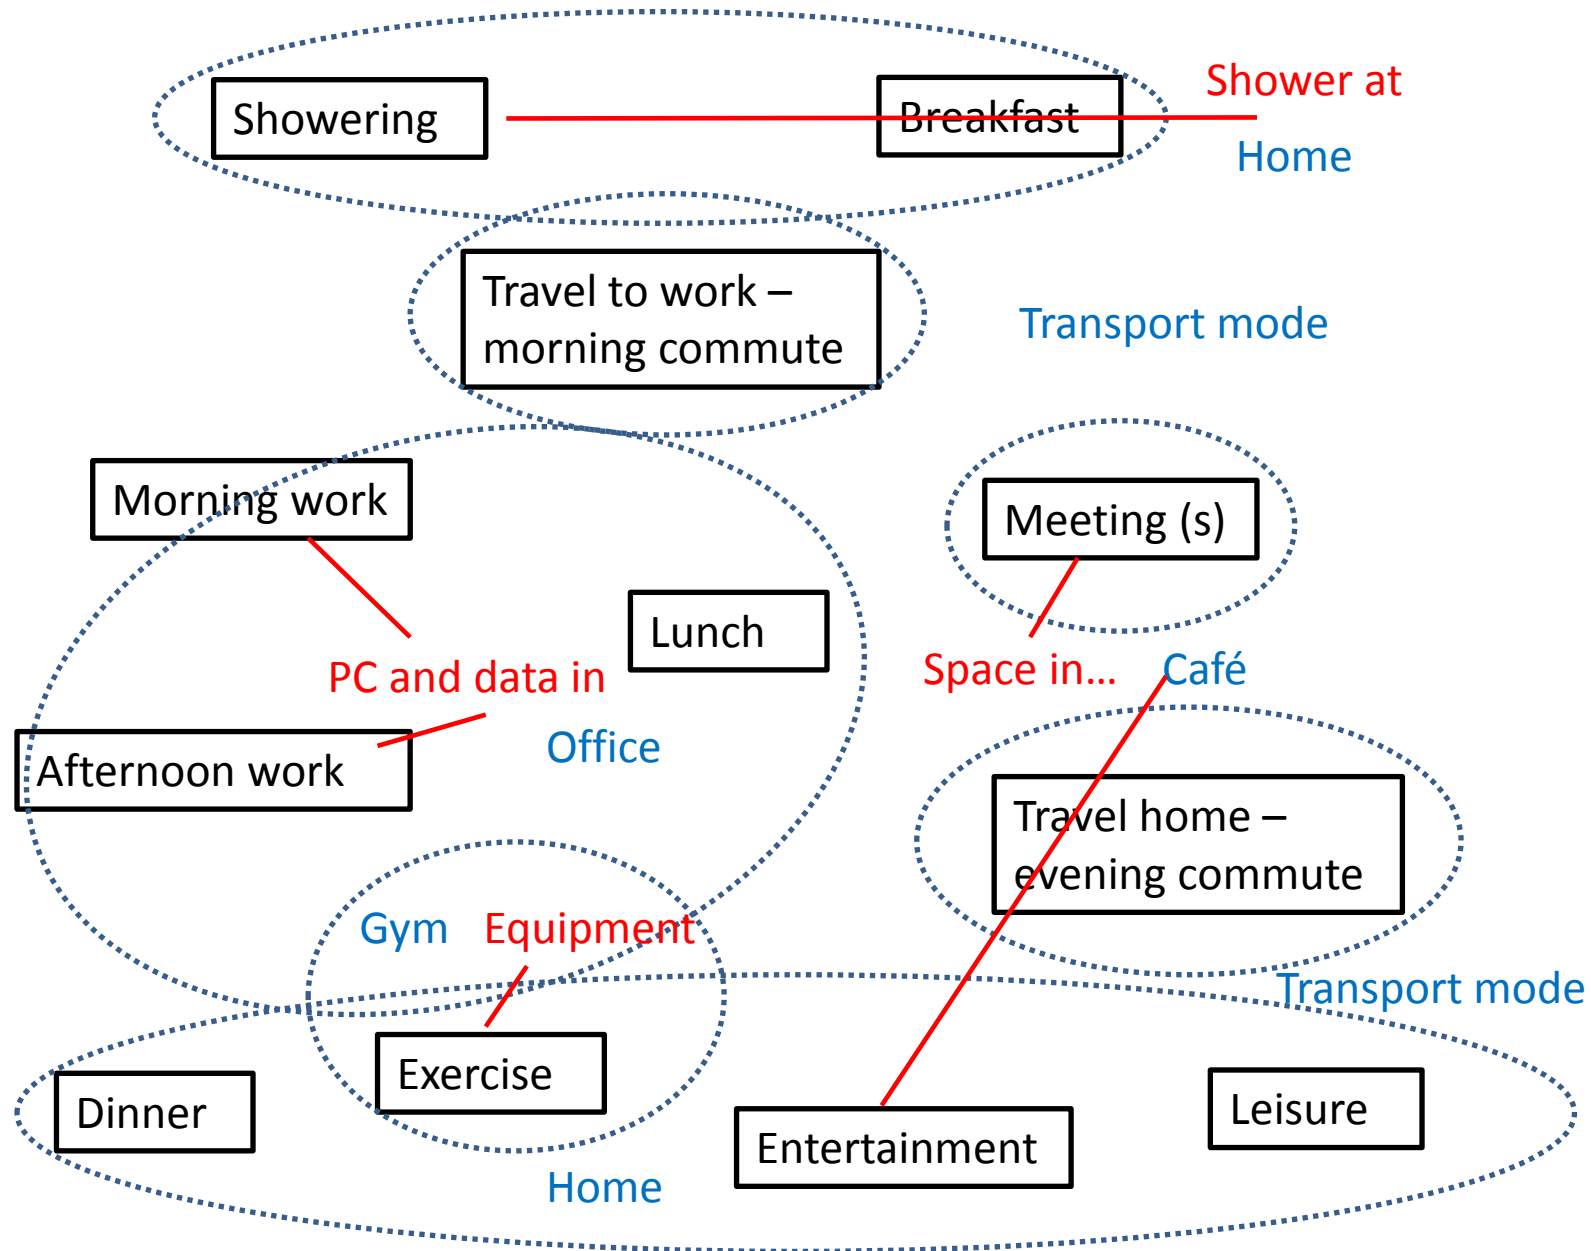 Showering
Breakfast
Shower at
Home
Travel to work –
morning commute
Transport mode
Morning work
Meeting (s)
Lunch
PC and data in
Office
Space in…
Café
Afternoon work
Travel home –
evening commute
Gym
Equipment
Transport mode
Exercise
Dinner
Entertainment
Leisure
Home